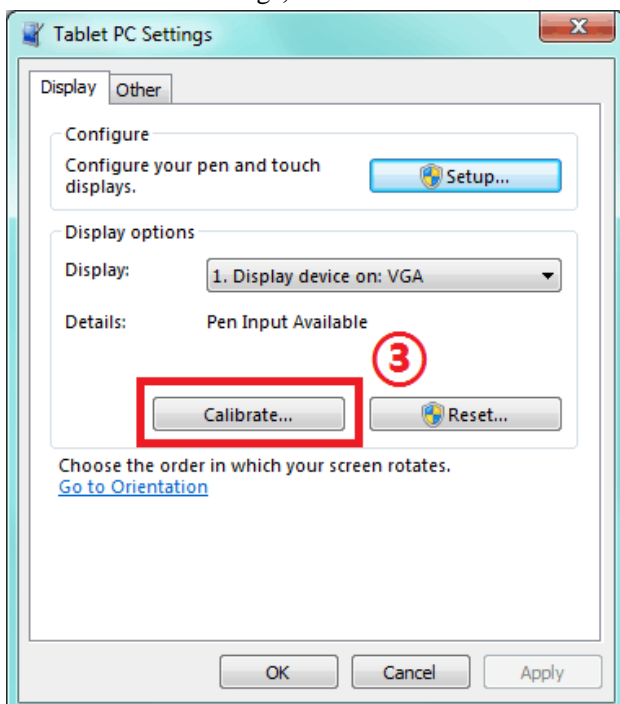 Tablet PC Settings
Display Other
Configure
Configure your pen and touch
displays.
Setup...
Display options
Display:
1. Display device on: VGA
Details:
Pen Input Available
3
Calibrate...
Reset...
Choose the order in which your screen rotates.
Go to Orientation
OK
Cancel
Apply